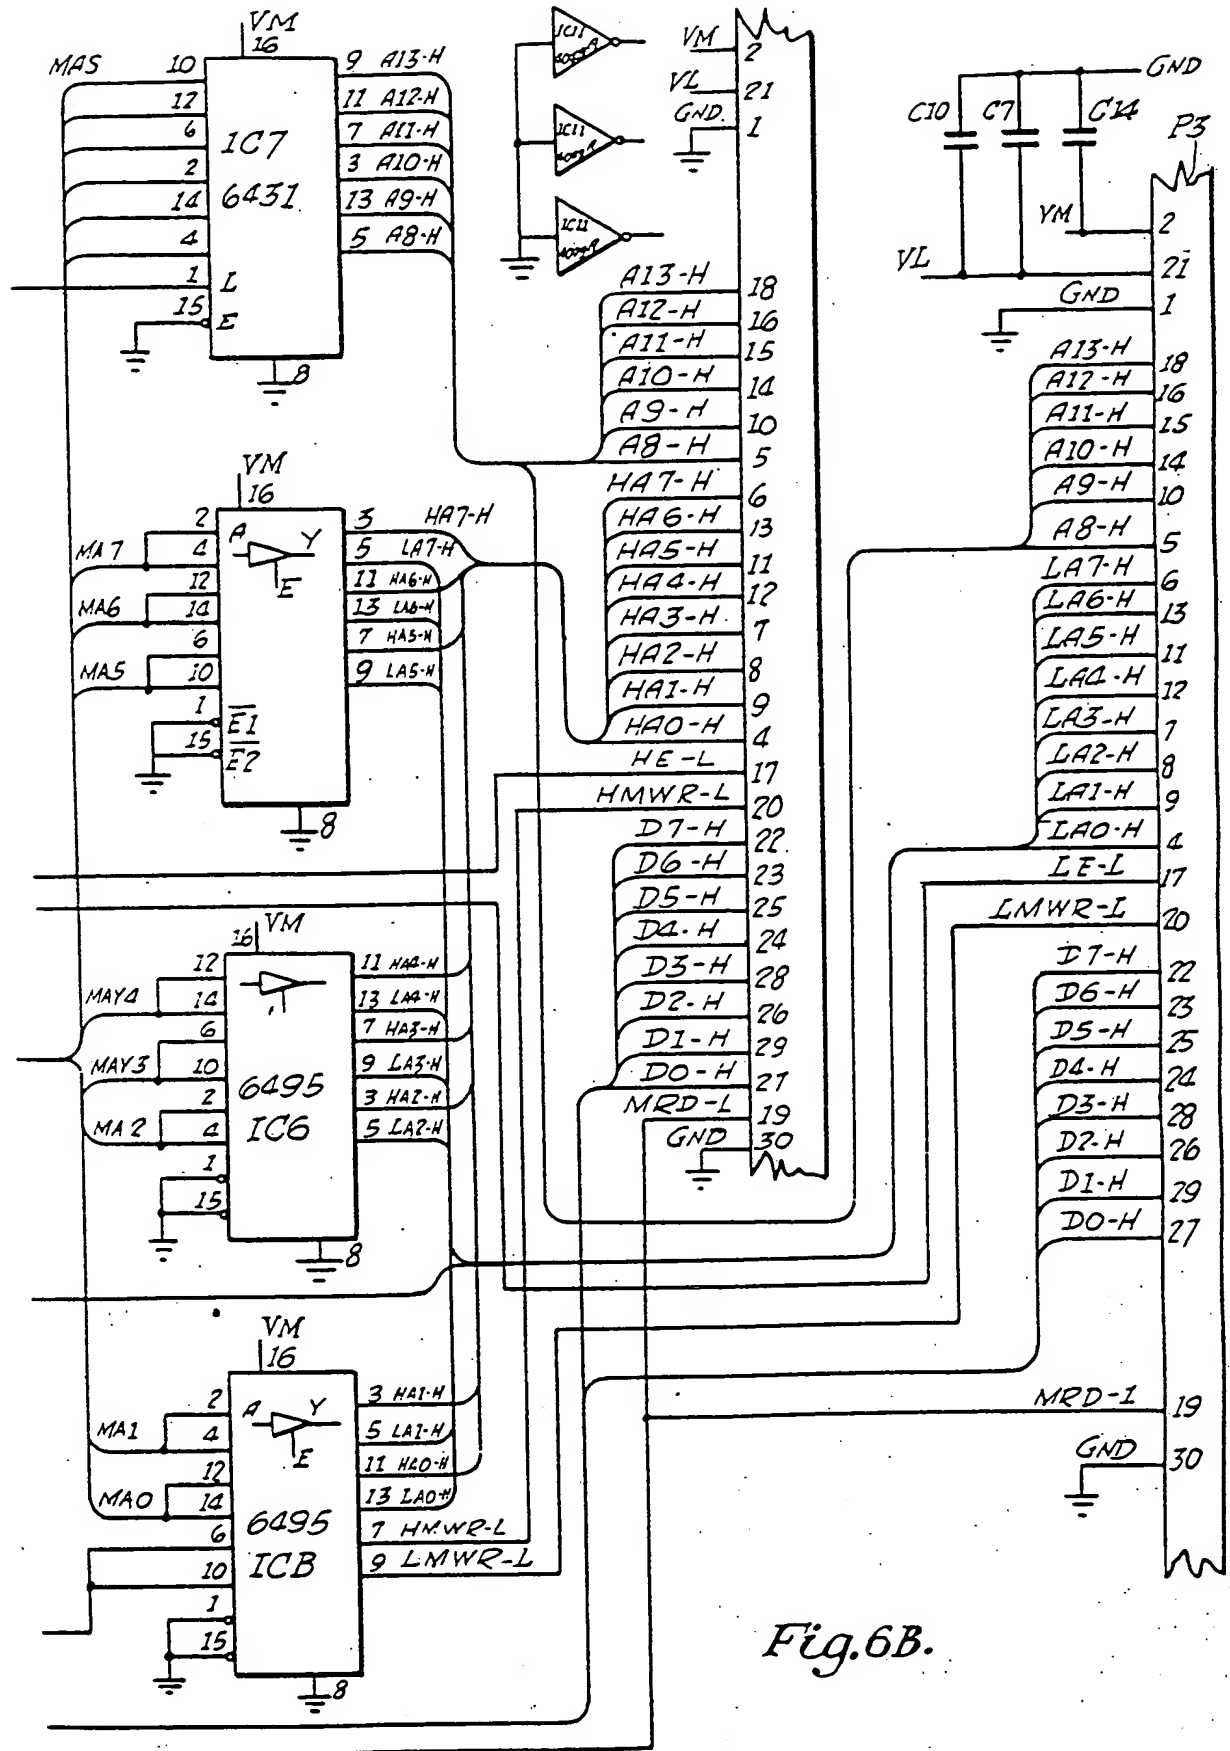 VM
16
MAS
10
12
6
2
14
4
1 L
15 E
IC7
6431
9 A13-H
11 A12-H
7 A11-H
3 A10-H
13 A9-H
5 A8-H
8
IC11
IC11
IC11
VM
2
VL
21
GND.
1
A13-H 18
A12-H 16
A11-H 15
A10-H 14
A9-H 10
A8-H 5
HA7-H 6
HA6-H 13
HA5-H 11
HA4-H 12
HA3-H 7
HA2-H 8
HA1-H 9
HA0-H 4
HE-L 17
HMWR-L 20
D7-H 22
D6-H 23
D5-H 25
D4-H 24
D3-H 28
D2-H 26
D1-H 29
D0-H 27
MRD-L 19
GND 30
VM
16
MA7
MA6
MA5
2
4
12
14
6
10
1
15
A Y
E
E1
E2
3 HA7-H
5 LA7-H
11 HA6-H
13 LA6-H
7 HA5-H
9 LA5-H
8
16 VM
MAY4
MAY3
MA2
12
14
6
10
2
4
1
15
6495
IC6
11 HA4-H
13 LA4-H
7 HA3-H
9 LA3-H
3 HA2-H
5 LA2-H
8
VM
16
MA1
MA0
2
4
12
14
6
10
1
15
A Y
E
6495
ICB
3 HA1-H
5 LA1-H
11 HA0-H
13 LA0-H
7 HMWR-L
9 LMWR-L
8
GND
C10 C7 C14
P3
YM 2
VL 21
GND 1
A13-H 18
A12-H 16
A11-H 15
A10-H 14
A9-H 10
A8-H 5
LA7-H 6
LA6-H 13
LA5-H 11
LA4-H 12
LA3-H 7
LA2-H 8
LA1-H 9
LA0-H 4
LE-L 17
LMWR-L 20
D7-H 22
D6-H 23
D5-H 25
D4-H 24
D3-H 28
D2-H 26
D1-H 29
D0-H 27
MRD-1 19
GND 30
Fig.6B.